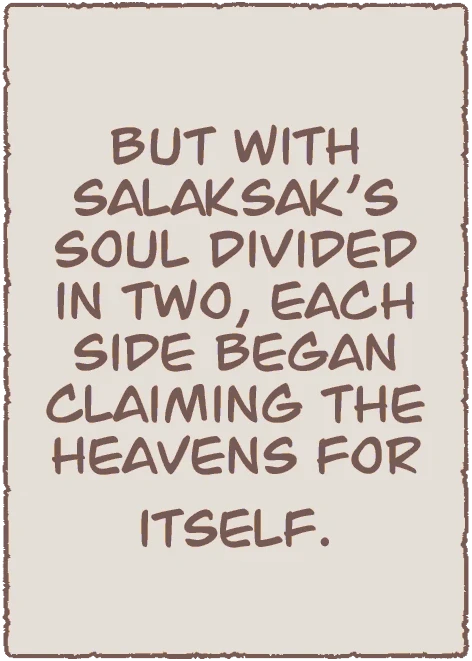 BUT WITH
SALAKSAK'S
SOUL DIVIDED
IN TWO, EACH
SIDE BEGAN
CLAIMING THE
HEAVENS FOR
ITSELF.